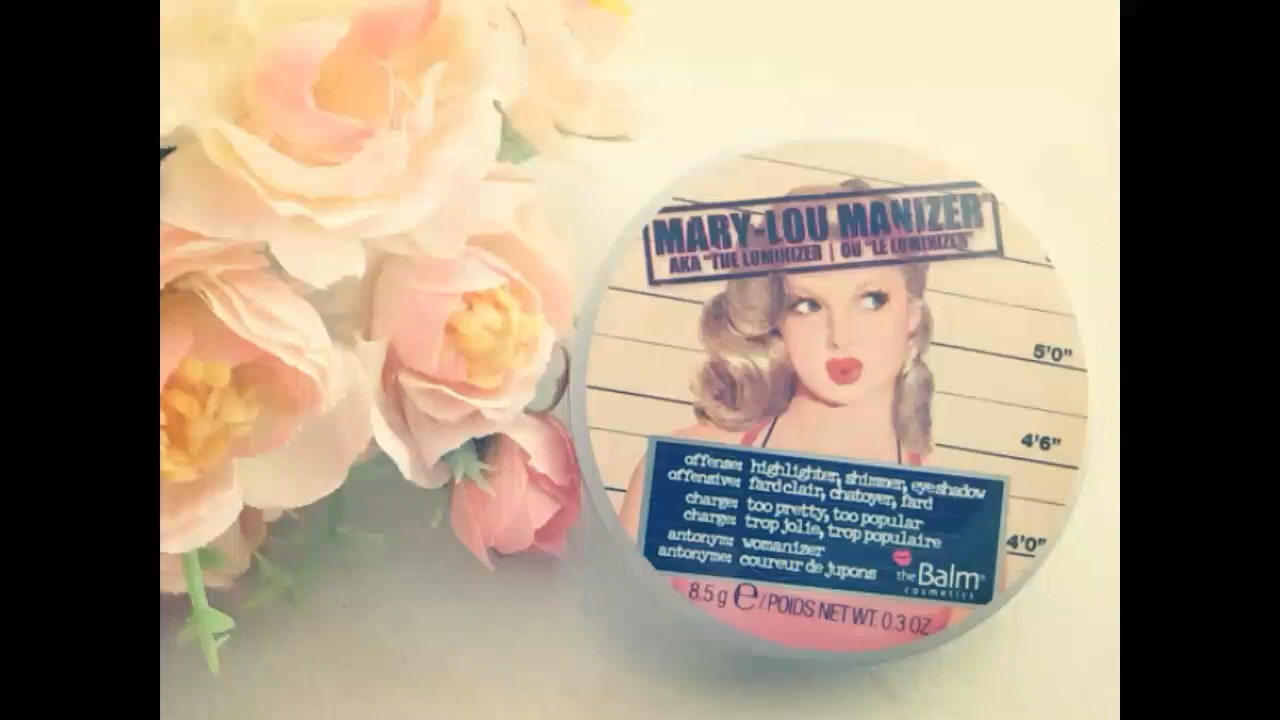 MARY-LOU MANIZER®
AKA "THE LUMINIZER | OU "LE LUMINIZER"
5'0"
4'6"
4'0"
offense: highlighter, shimmer, eyeshadow
offensive: fard clair, chatoyer, fard
charge: too pretty, too popular
charge: trop jolie, trop populaire
antonym: womanizer
antonyme: coureur de jupons
theBalm®
cosmetics
8.5 g e / POIDS NET WT. 0.3 OZ